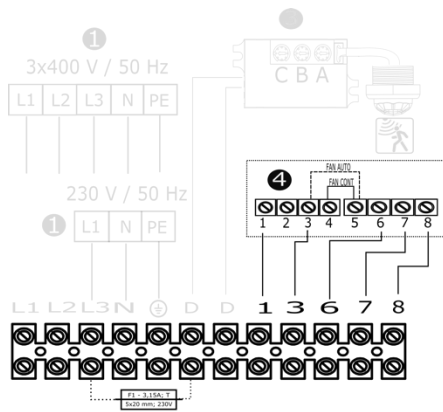 1
3x400 V / 50 Hz
L1 L2 L3 N PE
C B A
FAN AUTO
4
FAN CONT
1 2 3 4 5 6 7 8
230 V / 50 Hz
1
L1 N PE
L1 L2 L3 N D D 1 3 6 7 8
F1 - 3,15A; T
5x20 mm; 230V